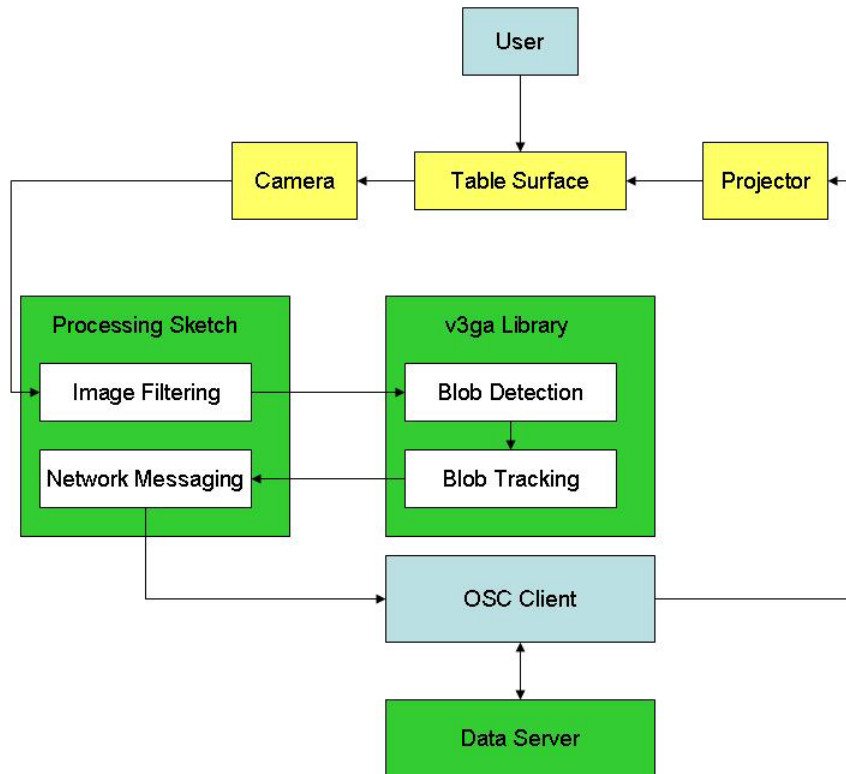 User
Camera
Table Surface
Projector
Processing Sketch
v3ga Library
Image Filtering
Blob Detection
Network Messaging
Blob Tracking
OSC Client
Data Server